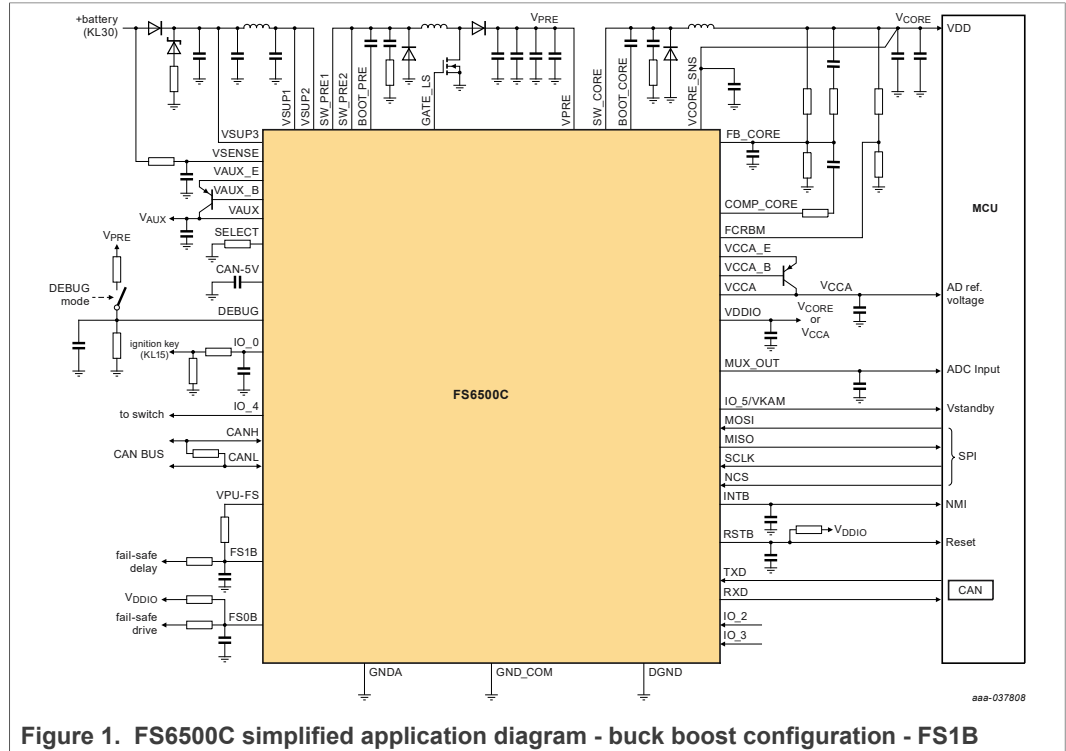 +battery
(KL30)
VPRE
VCORE
VDD
VSUP1
VSUP2
SW_PRE1
SW_PRE2
BOOT_PRE
GATE_LS
VPRE
SW_CORE
BOOT_CORE
VCORE_SNS
VSUP3
VSENSE
VAUX_E
VAUX_B
VAUX
VAUX
SELECT
VPRE
CAN-5V
DEBUG
mode
DEBUG
ignition key
(KL15)
IO_0
to switch
IO_4
CANH
CAN BUS
CANL
VPU-FS
fail-safe
delay
FS1B
VDDIO
fail-safe
drive
FS0B
FS6500C
FB_CORE
COMP_CORE
FCRBM
VCCA_E
VCCA_B
VCCA
VCCA
VDDIO
VCORE
or
VCCA
MUX_OUT
IO_5/VKAM
MOSI
MISO
SCLK
NCS
INTB
RSTB
VDDIO
TXD
RXD
IO_2
IO_3
MCU
AD ref.
voltage
ADC Input
Vstandby
SPI
NMI
Reset
CAN
GNDA
GND_COM
DGND
aaa-037808
Figure 1. FS6500C simplified application diagram - buck boost configuration - FS1B